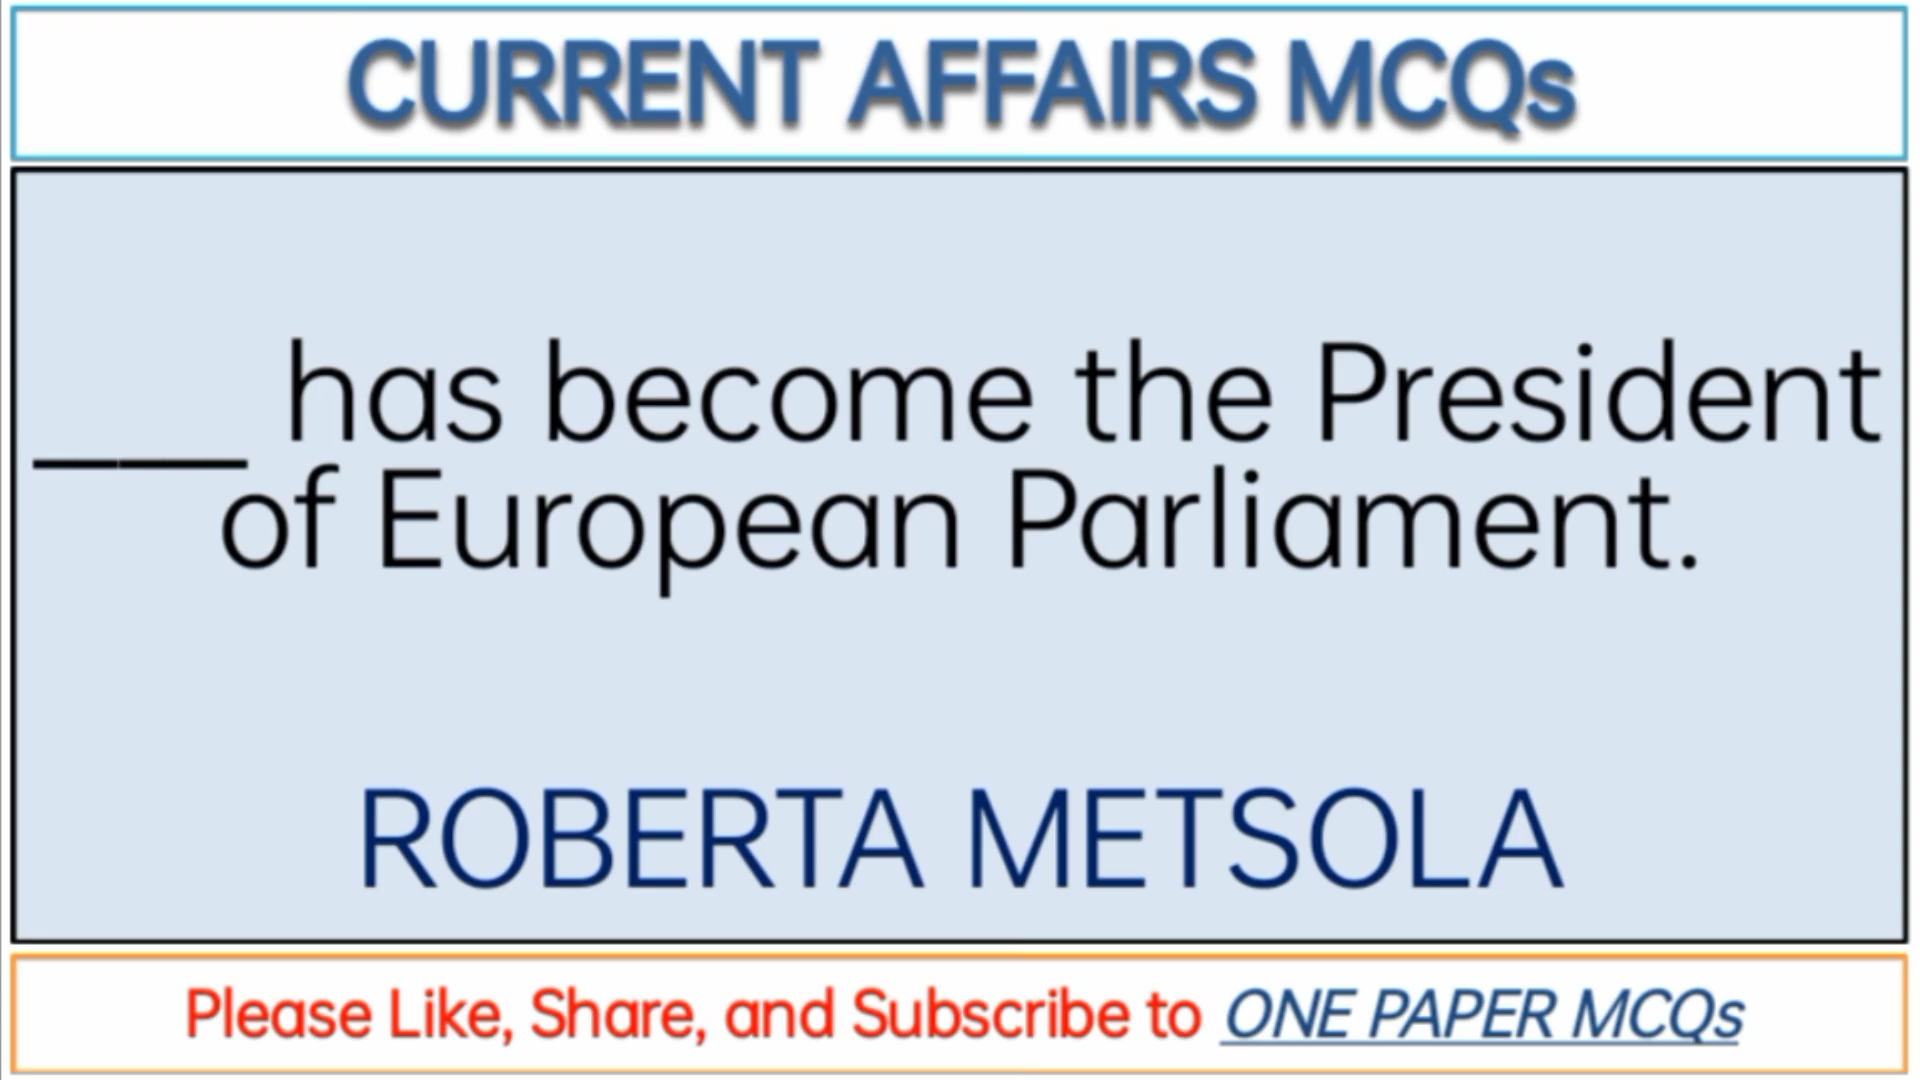 CURRENT AFFAIRS MCQs
____ has become the President
of European Parliament.
ROBERTA METSOLA
Please Like, Share, and Subscribe to ONE PAPER MCQs